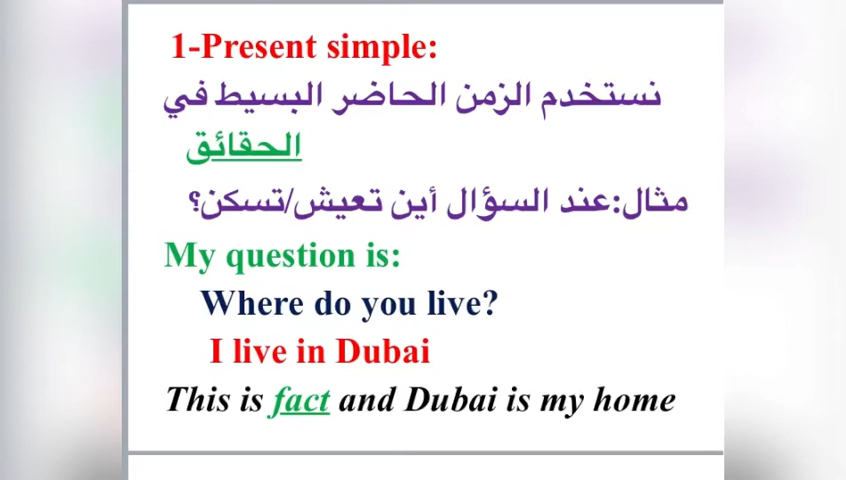 1-Present simple:
نستخدم الزمن الحاضر البسيط في
الحقائق
مثال:عند السؤال أين تعيش/تسكن؟
My question is:
Where do you live?
I live in Dubai
This is fact and Dubai is my home